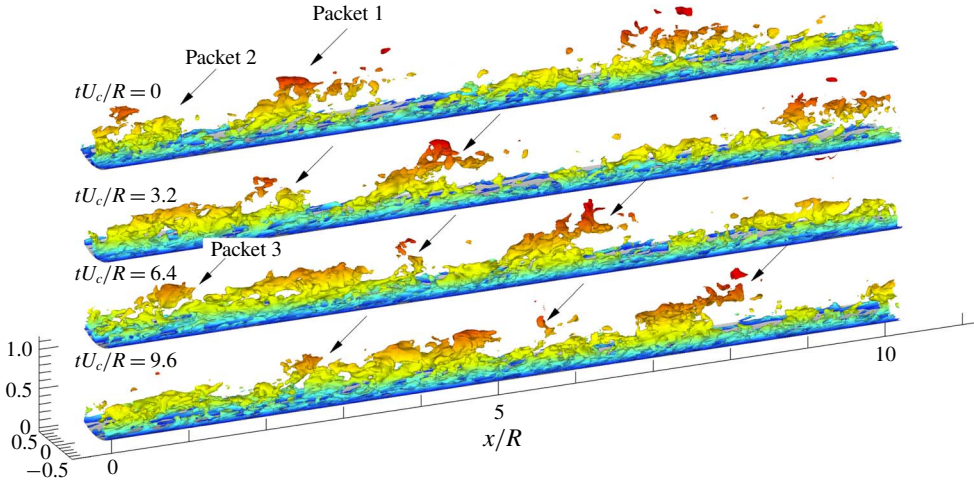 Packet 1
Packet 2
tU_c/R = 0
tU_c/R = 3.2
Packet 3
tU_c/R = 6.4
tU_c/R = 9.6
1.0
0.5
0
0.5
0
−0.5
0
5
10
x/R